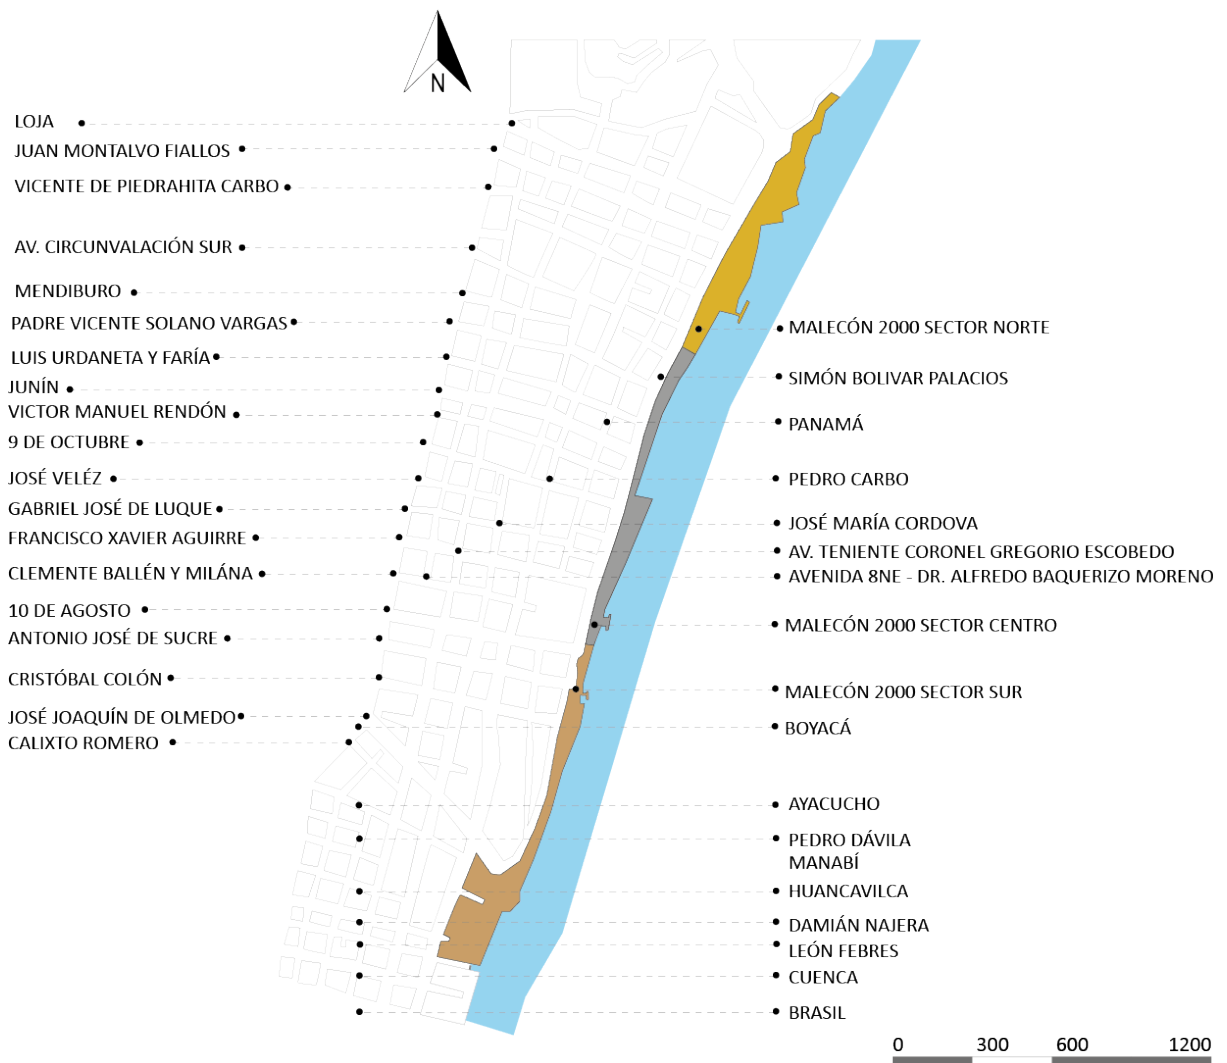 N
LOJA
JUAN MONTALVO FIALLOS
VICENTE DE PIEDRAHITA CARBO
AV. CIRCUNVALACIÓN SUR
MENDIBURO
PADRE VICENTE SOLANO VARGAS
LUIS URDANETA Y FARÍA
JUNÍN
VICTOR MANUEL RENDÓN
9 DE OCTUBRE
JOSÉ VELÉZ
GABRIEL JOSÉ DE LUQUE
FRANCISCO XAVIER AGUIRRE
CLEMENTE BALLÉN Y MILÁNA
10 DE AGOSTO
ANTONIO JOSÉ DE SUCRE
CRISTÓBAL COLÓN
JOSÉ JOAQUÍN DE OLMEDO
CALIXTO ROMERO
MALECÓN 2000 SECTOR NORTE
SIMÓN BOLIVAR PALACIOS
PANAMÁ
PEDRO CARBO
JOSÉ MARÍA CORDOVA
AV. TENIENTE CORONEL GREGORIO ESCOBEDO
AVENIDA 8NE - DR. ALFREDO BAQUERIZO MORENO
MALECÓN 2000 SECTOR CENTRO
MALECÓN 2000 SECTOR SUR
BOYACÁ
AYACUCHO
PEDRO DÁVILA
MANABÍ
HUANCAVILCA
DAMIÁN NAJERA
LEÓN FEBRES
CUENCA
BRASIL
0 300 600 1200